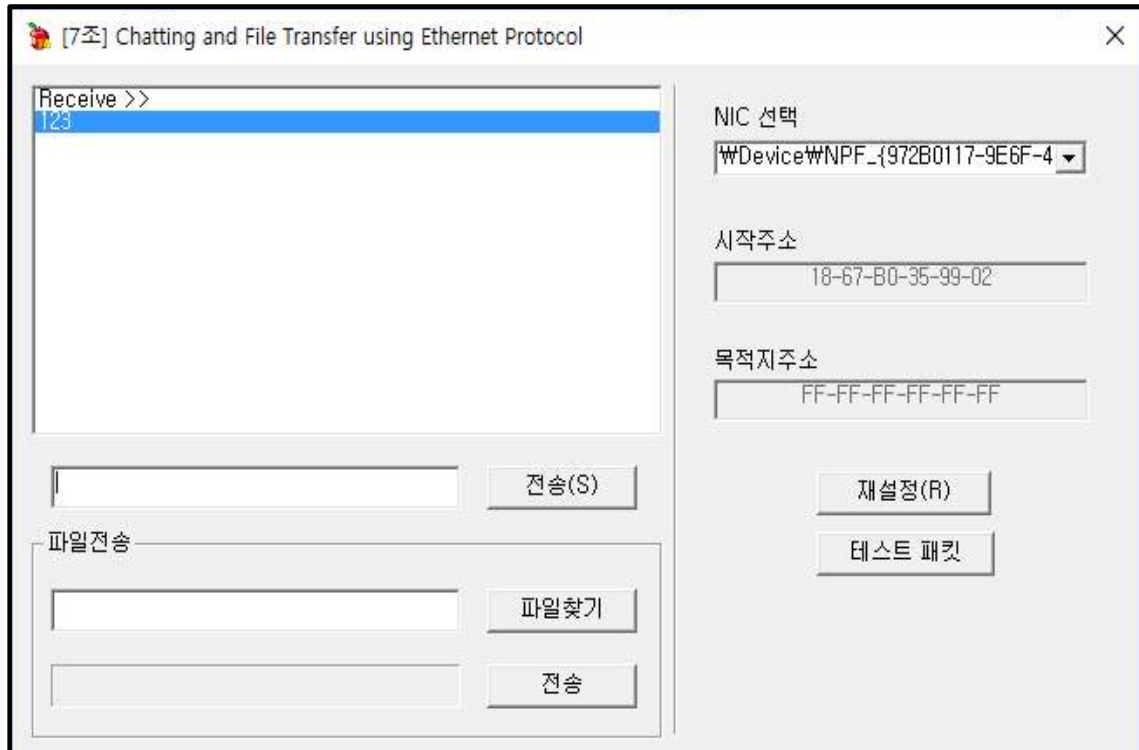 [7조] Chatting and File Transfer using Ethernet Protocol
Receive >>
123
NIC 선택
₩Device₩NPF_{972B0117-9E6F-4
시작주소
18-67-B0-35-99-02
목적지주소
FF-FF-FF-FF-FF-FF
전송(S)
재설정(R)
파일전송
테스트 패킷
파일찾기
전송